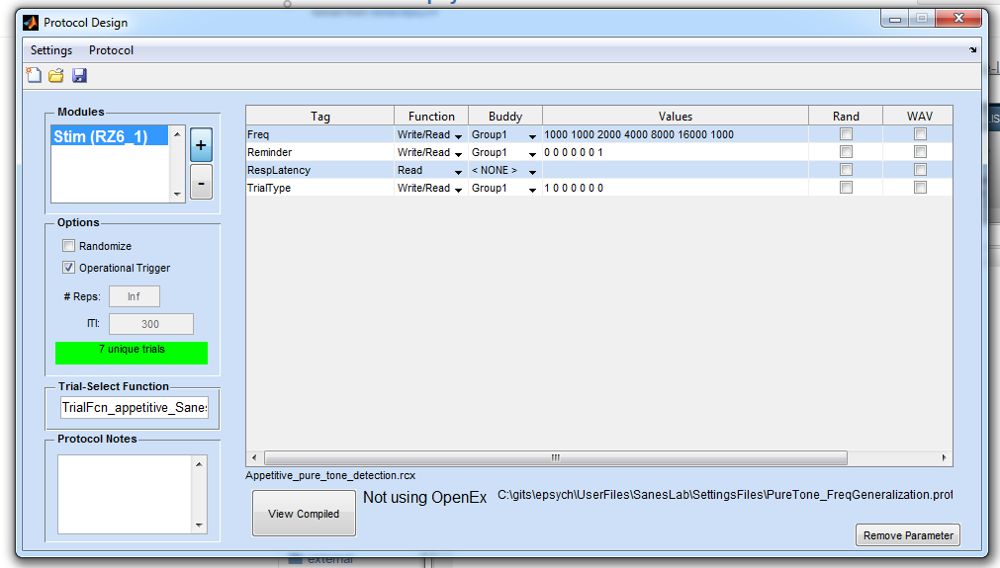 Protocol Design
Settings Protocol
Modules
Stim (RZ6_1)
+
-
Options
Randomize
Operational Trigger
# Reps: Inf
ITI: 300
7 unique trials
Trial-Select Function
TrialFcn_appetitive_Sanes
Protocol Notes
Tag Function Buddy Values Rand WAV
Freq Write/Read Group1 1000 1000 2000 4000 8000 16000 1000
Reminder Write/Read Group1 0 0 0 0 0 0 1
RespLatency Read < NONE >
TrialType Write/Read Group1 1 0 0 0 0 0 0
Appetitive_pure_tone_detection.rcx
View Compiled
Not using OpenEx
C:\gits\epsych\UserFiles\SanesLab\SettingsFiles\PureTone_FreqGeneralization.prot
Remove Parameter
external